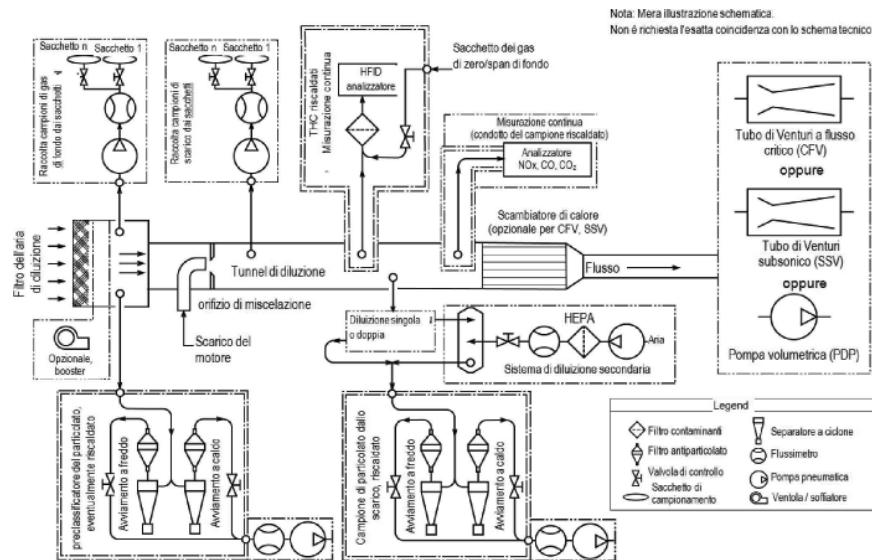 Nota: Mera illustrazione schematica.
Non è richiesta l'esatta coincidenza con lo schema tecnico
Sacchetto n
Sacchetto 1
Sacchetto n
Sacchetto 1
Raccolta campioni di gas
di fondo dai sacchetti
Raccolta campioni di
scarico dai sacchetti
THC riscaldati
Misurazione continua
HFID
analizzatore
Sacchetto dei gas
di zero/span di fondo
Misurazione continua
(condotto del campione riscaldato)
Analizzatore
NOx, CO, CO₂
Tubo di Venturi a flusso
critico (CFV)
oppure
Tubo di Venturi
subsonico (SSV)
oppure
Pompa volumetrica (PDP)
Scambiatore di calore
(opzionale per CFV, SSV)
Filtro dell'aria
di diluzione
Tunnel di diluzione
Flusso
orifizio di miscelazione
Scarico del
motore
Opzionale,
booster
Diluizione singola
o doppia
HEPA
Aria
Sistema di diluizione secondaria
preclassificatore del particolato,
eventualmente riscaldato
Avviamento a freddo
Avviamento a caldo
Campione di particolato dallo
scarico, riscaldato
Avviamento a freddo
Avviamento a caldo
Legend
Filtro contaminanti
Filtro antiparticolato
Valvola di controllo
Sacchetto di
campionamento
Separatore a ciclone
Flussimetro
Pompa pneumatica
Ventola / soffiatore